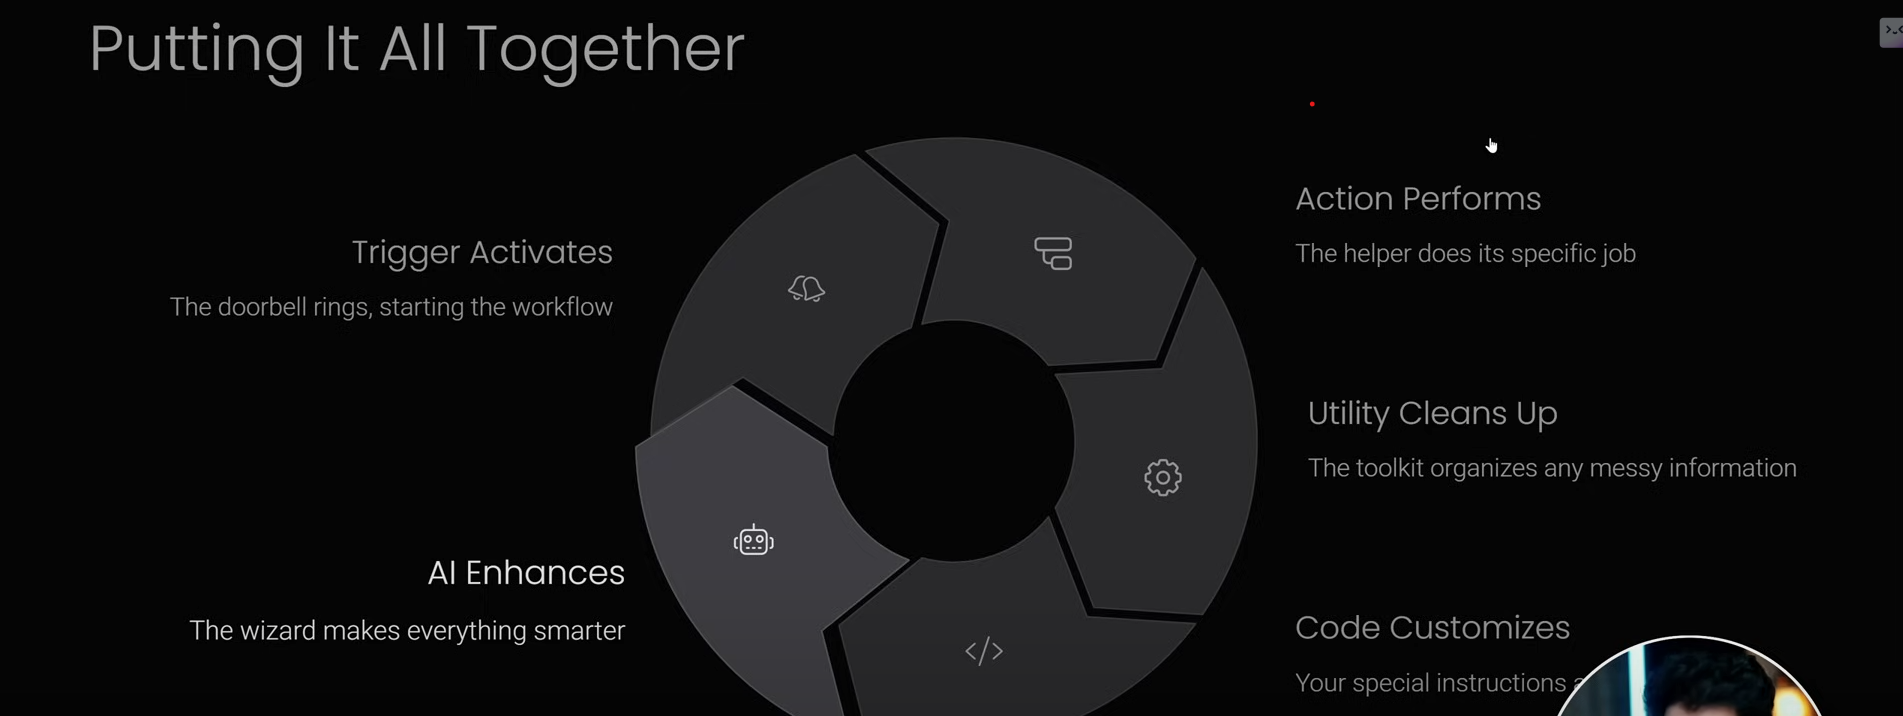 Putting It All Together
Trigger Activates
The doorbell rings, starting the workflow
Action Performs
The helper does its specific job
Utility Cleans Up
The toolkit organizes any messy information
Code Customizes
Your special instructions
AI Enhances
The wizard makes everything smarter